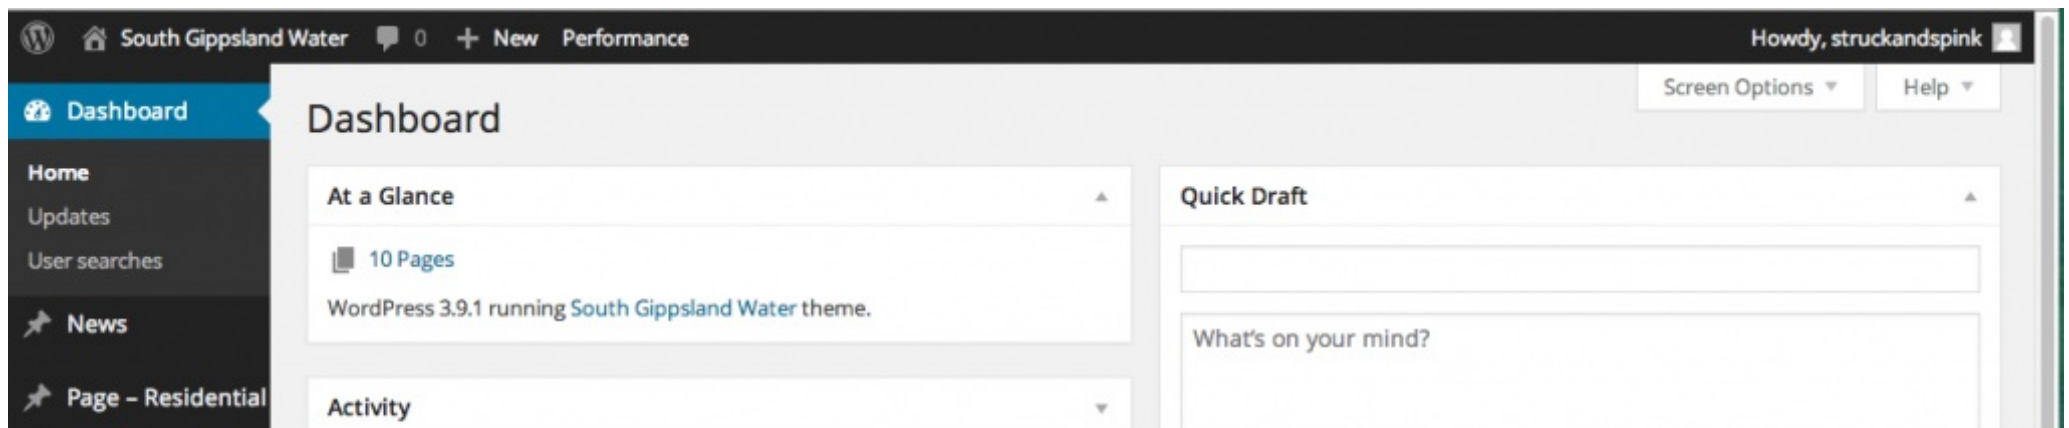 South Gippsland Water 0 New Performance Howdy, struckandspink
Screen Options Help
Dashboard
Home
Updates
User searches
News
Page – Residential
Dashboard
At a Glance
10 Pages
WordPress 3.9.1 running South Gippsland Water theme.
Activity
Quick Draft
What's on your mind?